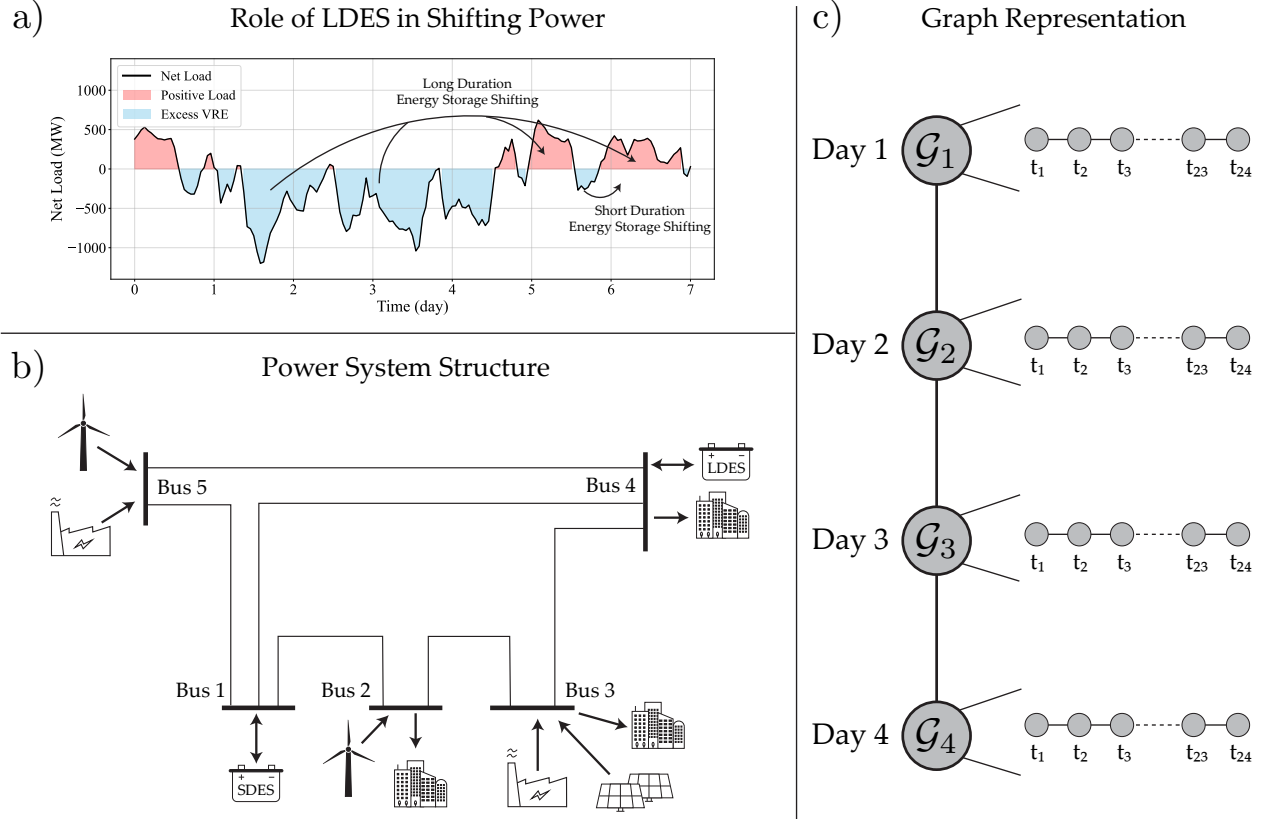 a)
Role of LDES in Shifting Power
Net Load (MW)
1000
500
0
−500
−1000
Net Load
Positive Load
Excess VRE
Long Duration
Energy Storage Shifting
Short Duration
Energy Storage Shifting
0 1 2 3 4 5 6 7
Time (day)
b)
Power System Structure
Bus 5
Bus 4
+ −
LDES
≈
Bus 1
Bus 2
Bus 3
+ −
SDES
≈
c)
Graph Representation
Day 1
𝒢1
t1 t2 t3 t23 t24
Day 2
𝒢2
t1 t2 t3 t23 t24
Day 3
𝒢3
t1 t2 t3 t23 t24
Day 4
𝒢4
t1 t2 t3 t23 t24